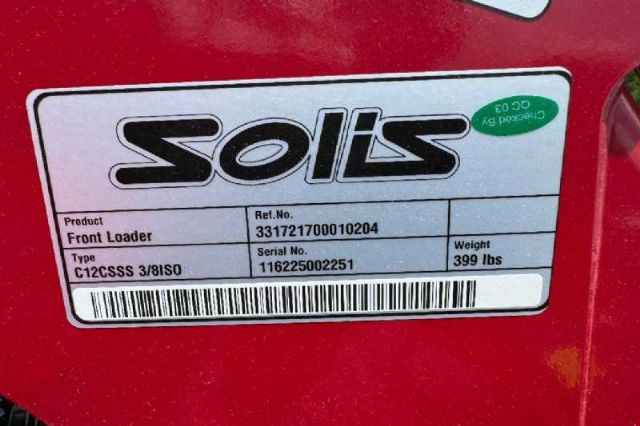 Solis
Checked By
QC 03
Product
Front Loader
Ref.No.
331721700010204
Type
C12CSSS 3/8ISO
Serial No.
116225002251
Weight
399 lbs